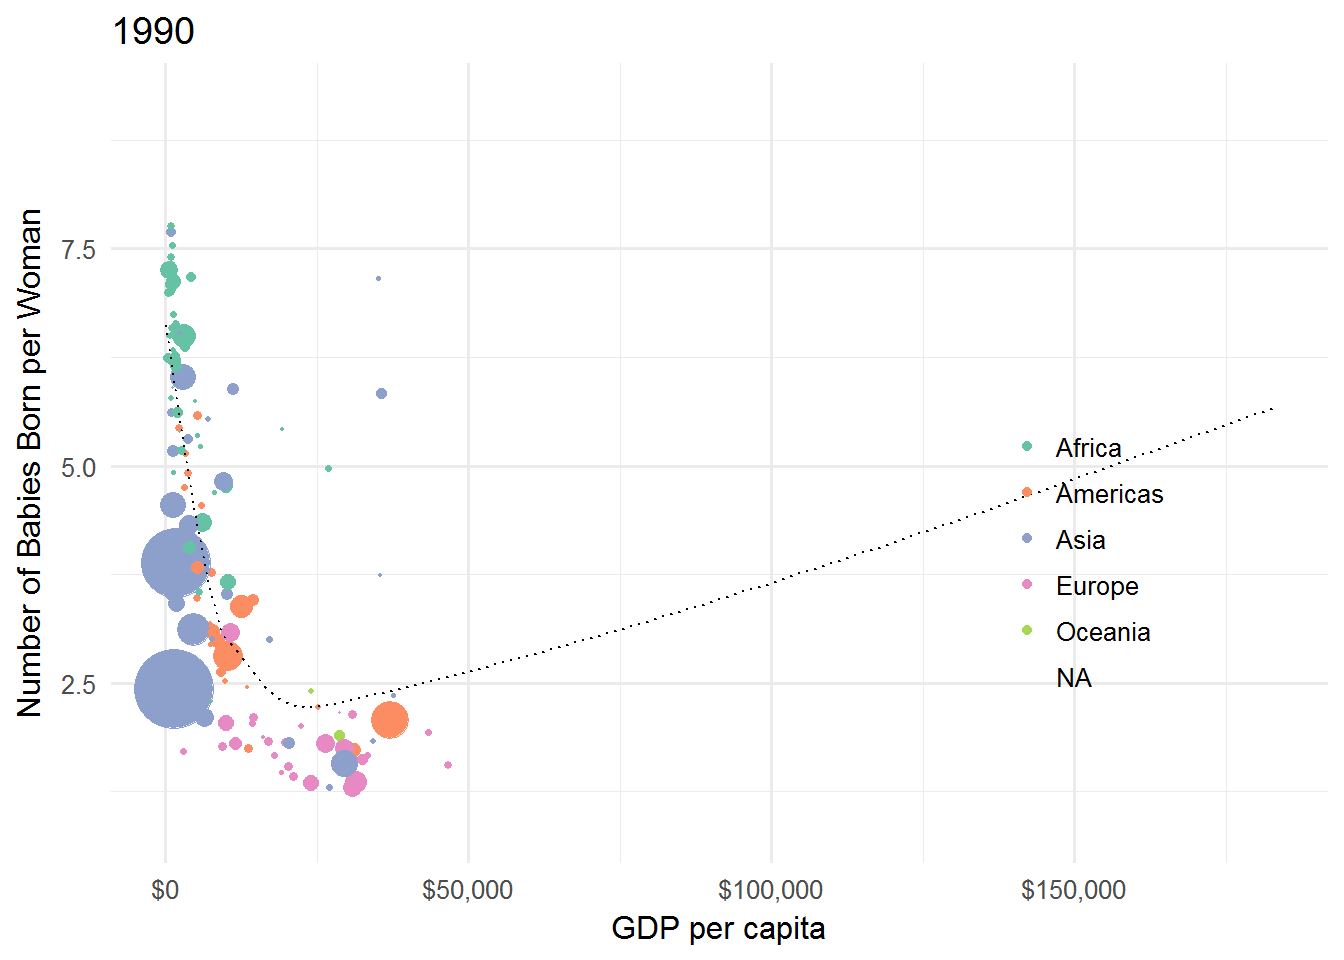 1990
Number of Babies Born per Woman
7.5
5.0
2.5
Africa
Americas
Asia
Europe
Oceania
NA
$0
$50,000
$100,000
$150,000
GDP per capita